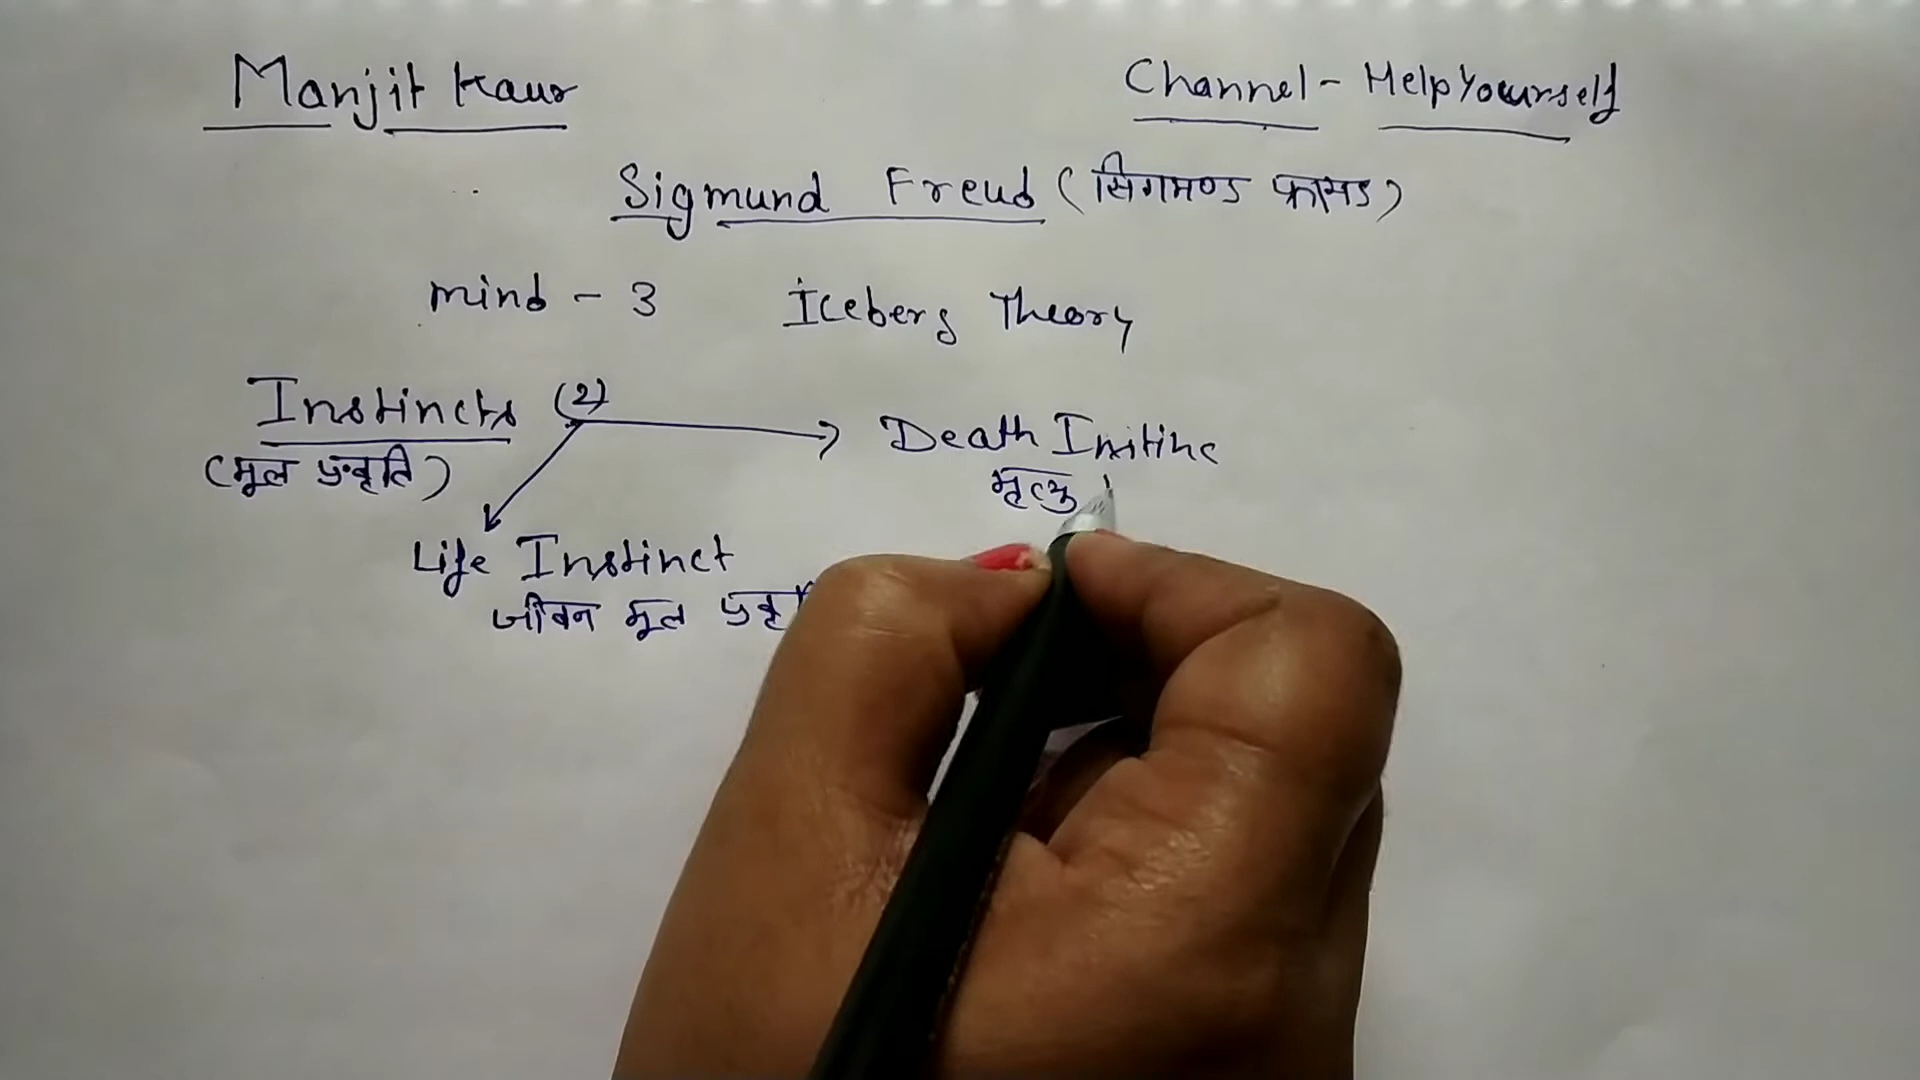 Manjit Kaur
Channel - Help Yourself
Sigmund Freud (सिगमण्ड फ्रायड)
mind - 3 Iceberg Theory
Instincts (2)
(मूल प्रवृति)
Death Instinc
मृत्यु
Life Instinct
जीवन मूल